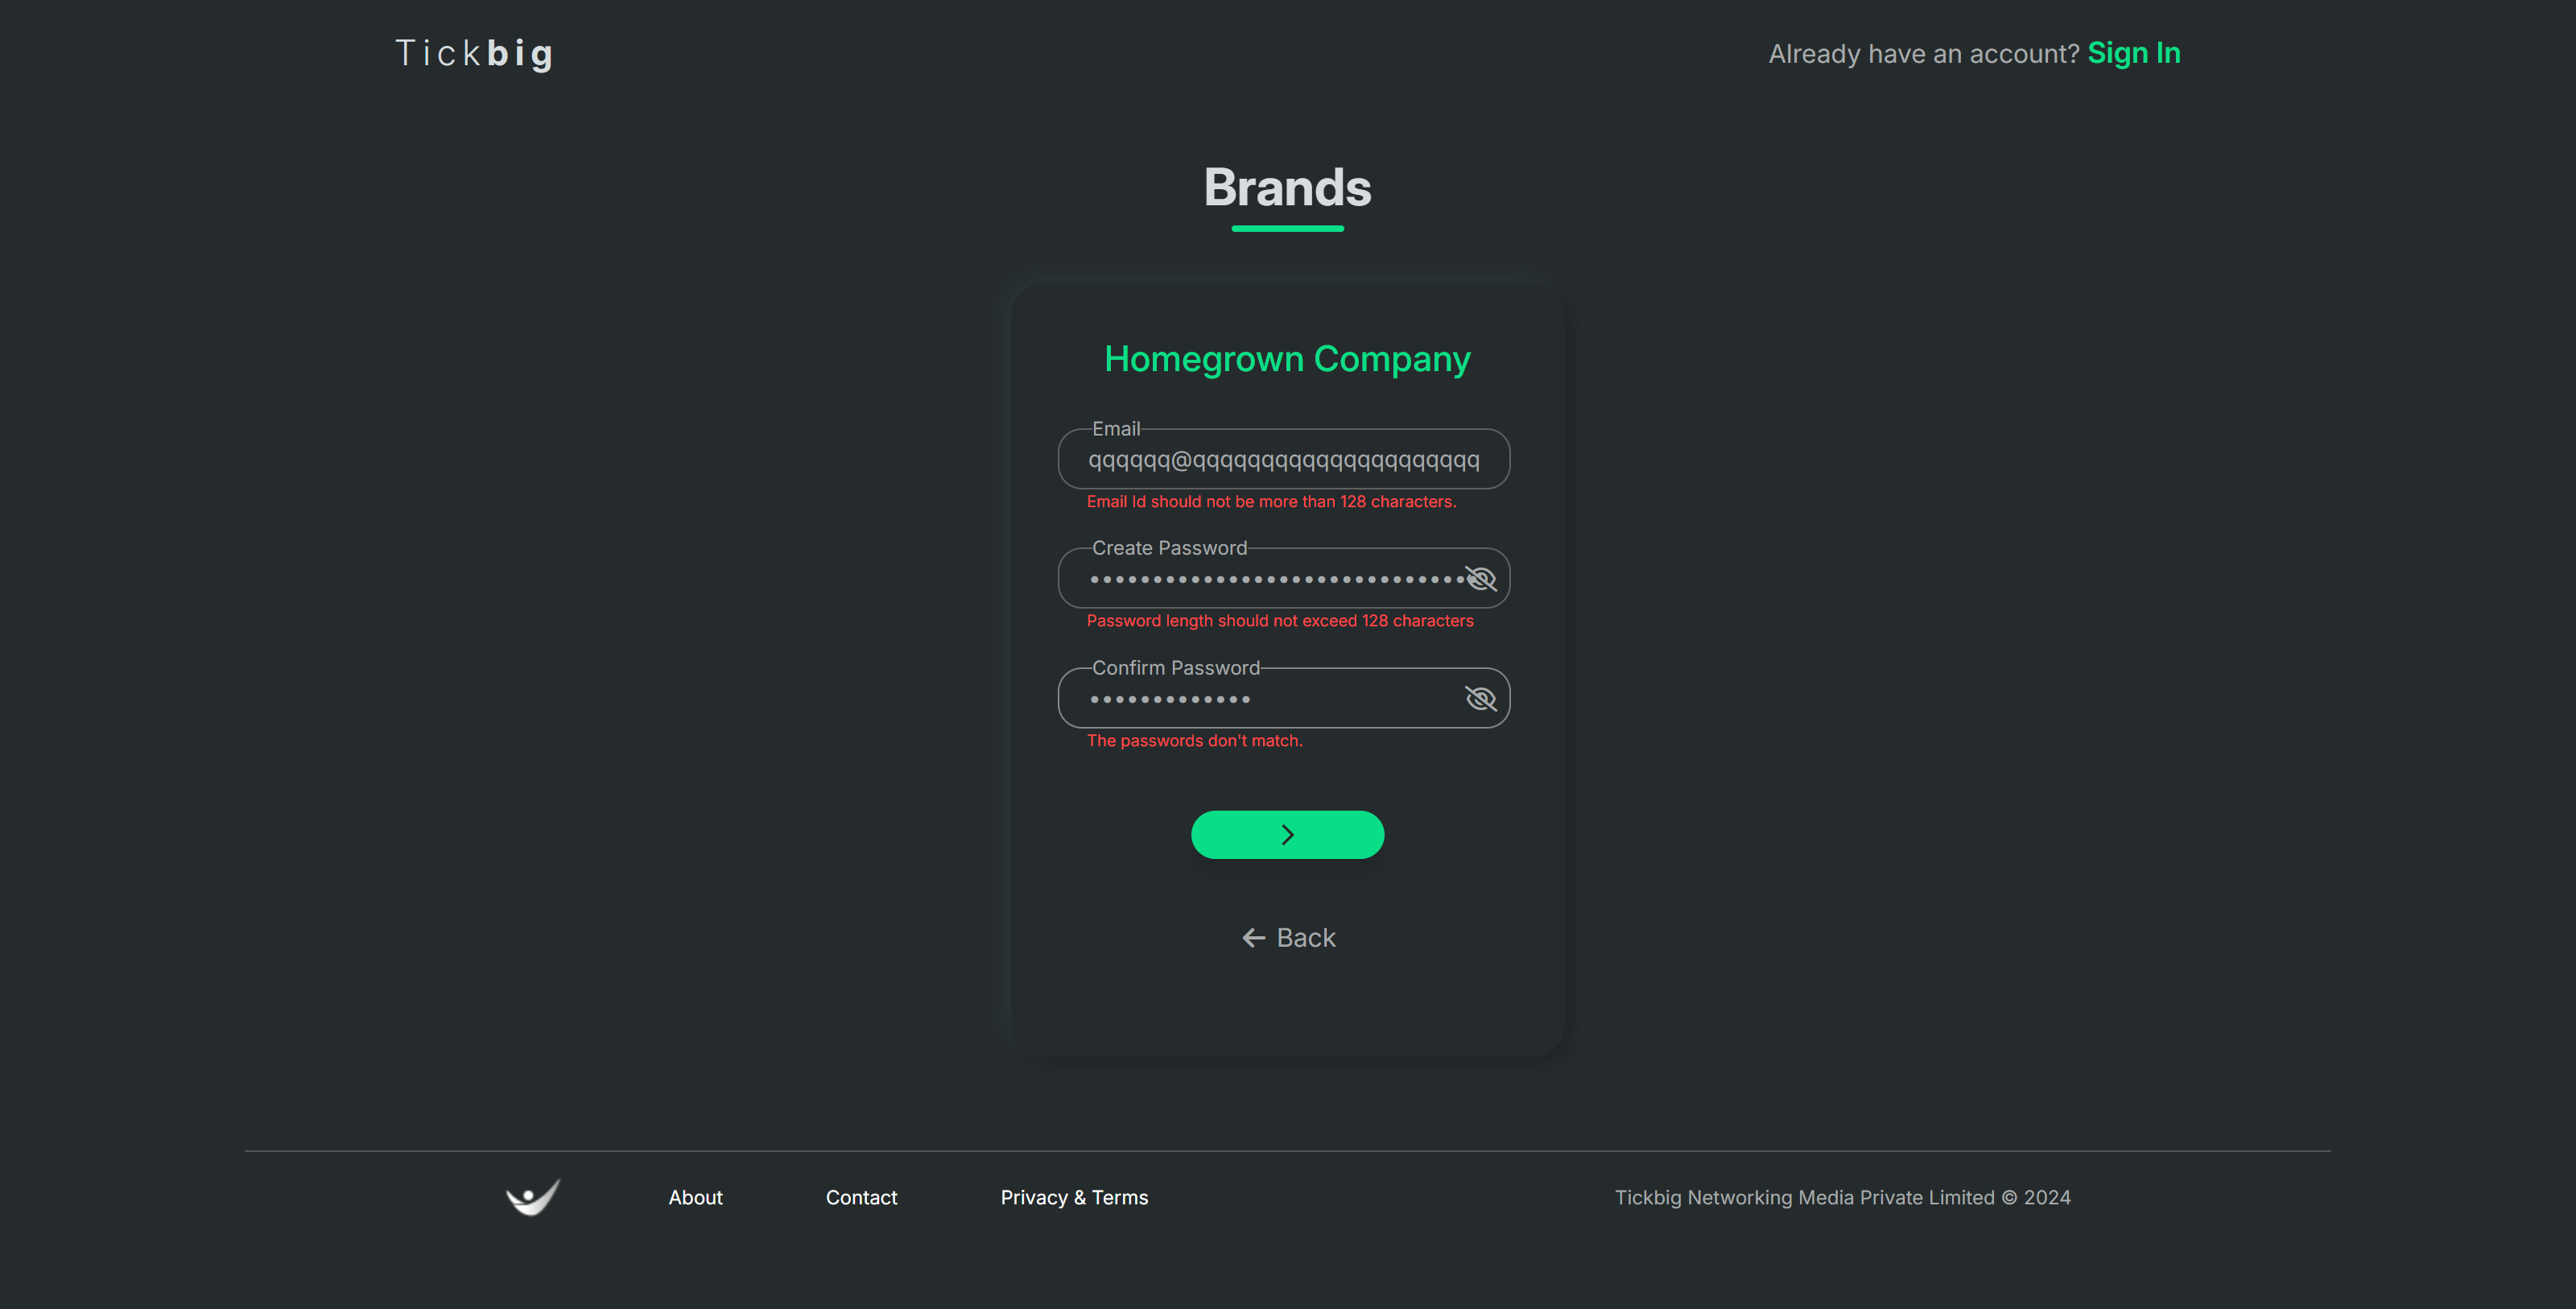 Tickbig
Already have an account? Sign In
Brands
Homegrown Company
Email
qqqqqq@qqqqqqqqqqqqqqqqqqqqq
Email Id should not be more than 128 characters.
Create Password
Password length should not exceed 128 characters
Confirm Password
The passwords don't match.
Back
About
Contact
Privacy & Terms
Tickbig Networking Media Private Limited © 2024